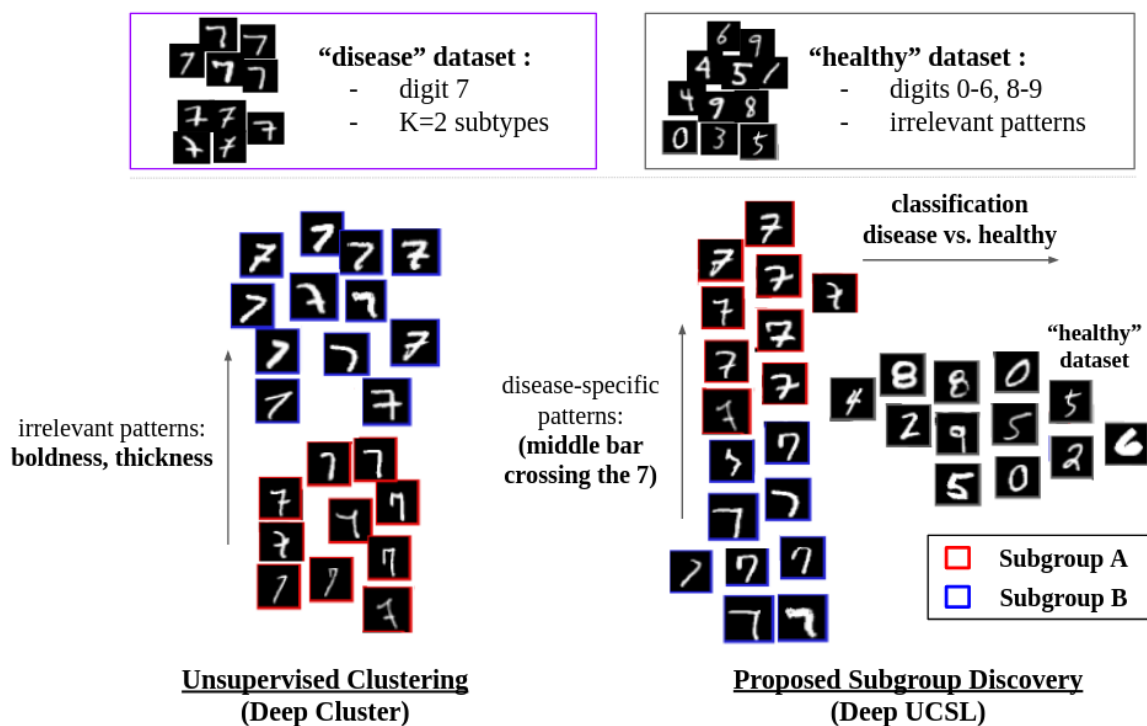 “disease” dataset :
- digit 7
- K=2 subtypes
“healthy” dataset :
- digits 0-6, 8-9
- irrelevant patterns
classification
disease vs. healthy
“healthy”
dataset
irrelevant patterns:
boldness, thickness
disease-specific
patterns:
(middle bar
crossing the 7)
Subgroup A
Subgroup B
Unsupervised Clustering
(Deep Cluster)
Proposed Subgroup Discovery
(Deep UCSL)